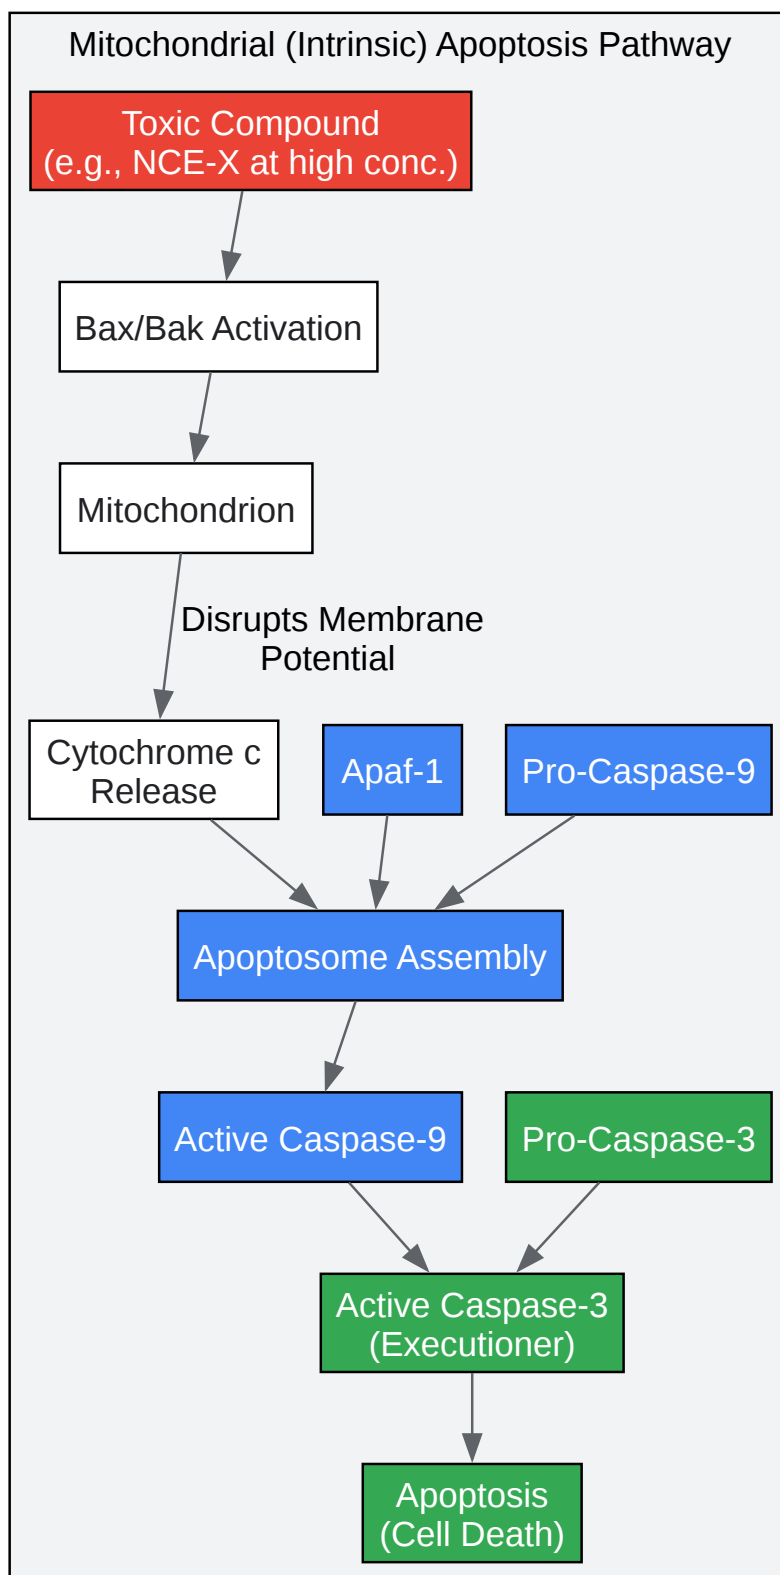 Mitochondrial (Intrinsic) Apoptosis Pathway
Toxic Compound
(e.g., NCE-X at high conc.)
Bax/Bak Activation
Mitochondrion
Disrupts Membrane
Potential
Cytochrome c
Release
Apaf-1
Pro-Caspase-9
Apoptosome Assembly
Active Caspase-9
Pro-Caspase-3
Active Caspase-3
(Executioner)
Apoptosis
(Cell Death)